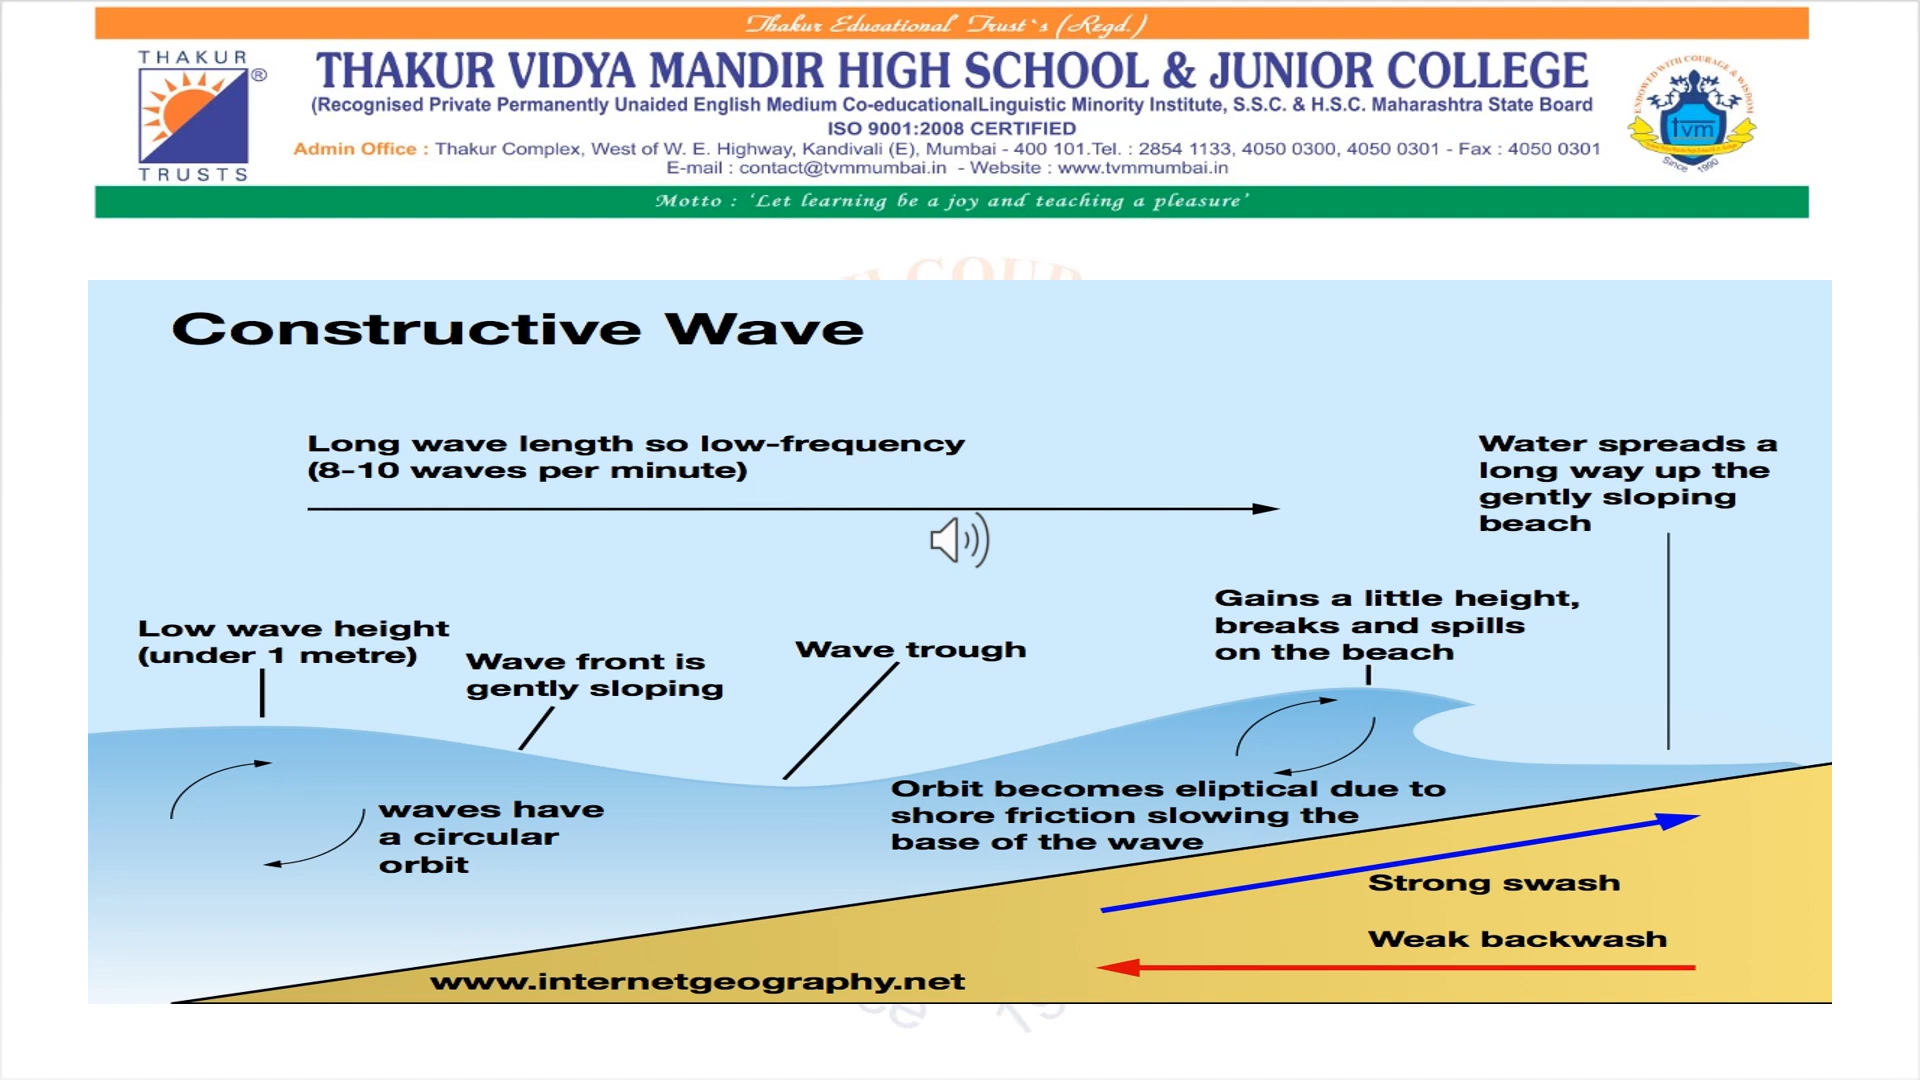 Thakur Educational Trust`s (Regd.)
THAKUR
TRUSTS
®
THAKUR VIDYA MANDIR HIGH SCHOOL & JUNIOR COLLEGE
(Recognised Private Permanently Unaided English Medium Co-educationalLinguistic Minority Institute, S.S.C. & H.S.C. Maharashtra State Board
ISO 9001:2008 CERTIFIED
Admin Office : Thakur Complex, West of W. E. Highway, Kandivali (E), Mumbai - 400 101.Tel. : 2854 1133, 4050 0300, 4050 0301 - Fax : 4050 0301
E-mail : contact@tvmmumbai.in - Website : www.tvmmumbai.in
ENDOWED WITH COURAGE & WISDOM
tvm
Since 1990
Motto : ‘Let learning be a joy and teaching a pleasure’
Constructive Wave
Long wave length so low-frequency
(8-10 waves per minute)
Water spreads a
long way up the
gently sloping
beach
Gains a little height,
breaks and spills
on the beach
Low wave height
(under 1 metre)
Wave front is
gently sloping
Wave trough
waves have
a circular
orbit
Orbit becomes eliptical due to
shore friction slowing the
base of the wave
Strong swash
Weak backwash
www.internetgeography.net